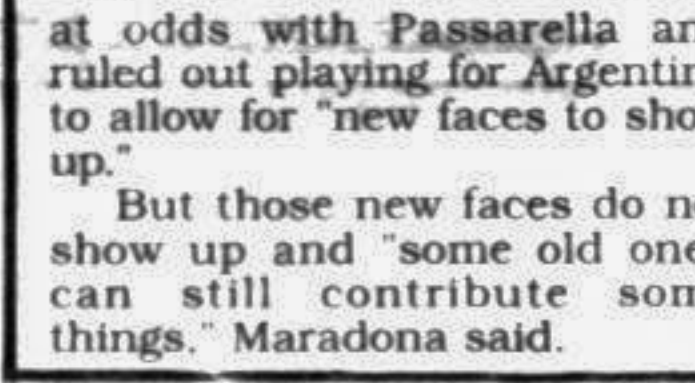 at odds with Passarella an
ruled out playing for Argentin
to allow for "new faces to sho
up."
But those new faces do n
show up and "some old one
can still contribute som
things." Maradona said.